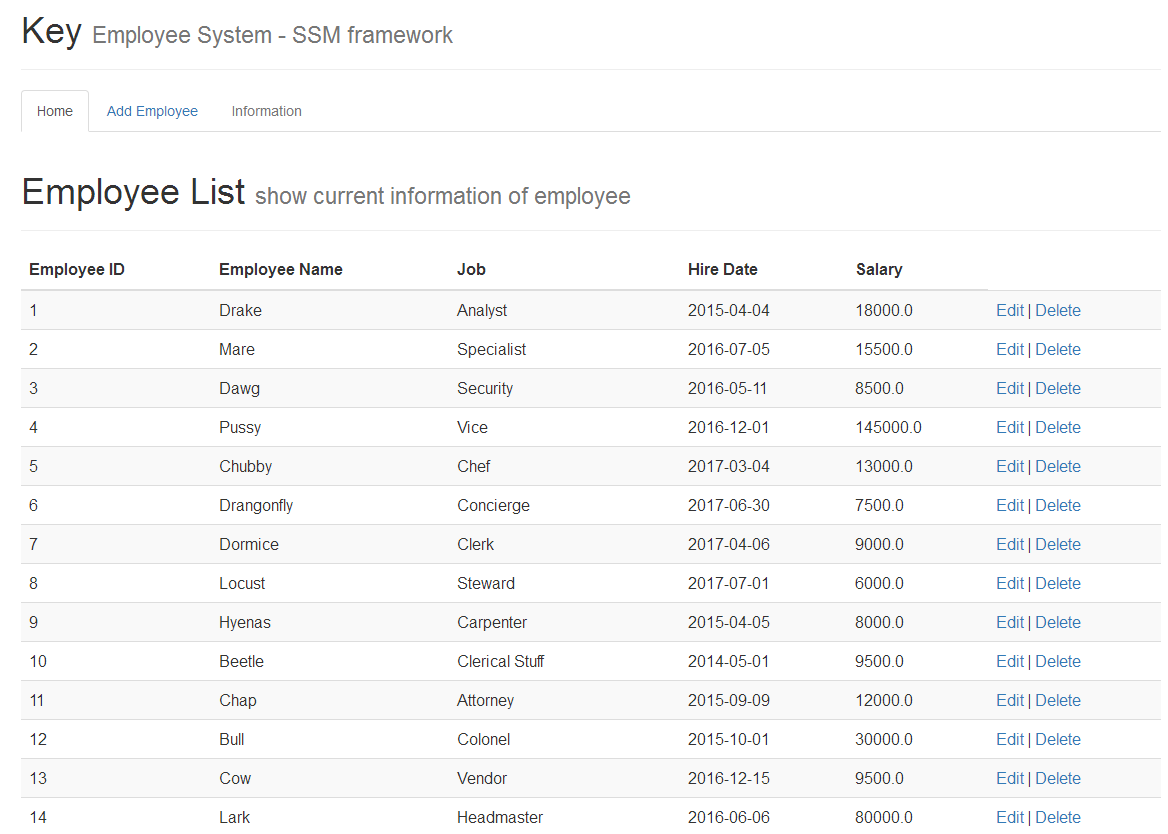 Key Employee System - SSM framework
Home Add Employee Information
Employee List show current information of employee
Employee ID Employee Name Job Hire Date Salary
1 Drake Analyst 2015-04-04 18000.0 Edit | Delete
2 Mare Specialist 2016-07-05 15500.0 Edit | Delete
3 Dawg Security 2016-05-11 8500.0 Edit | Delete
4 Pussy Vice 2016-12-01 145000.0 Edit | Delete
5 Chubby Chef 2017-03-04 13000.0 Edit | Delete
6 Drangonfly Concierge 2017-06-30 7500.0 Edit | Delete
7 Dormice Clerk 2017-04-06 9000.0 Edit | Delete
8 Locust Steward 2017-07-01 6000.0 Edit | Delete
9 Hyenas Carpenter 2015-04-05 8000.0 Edit | Delete
10 Beetle Clerical Stuff 2014-05-01 9500.0 Edit | Delete
11 Chap Attorney 2015-09-09 12000.0 Edit | Delete
12 Bull Colonel 2015-10-01 30000.0 Edit | Delete
13 Cow Vendor 2016-12-15 9500.0 Edit | Delete
14 Lark Headmaster 2016-06-06 80000.0 Edit | Delete